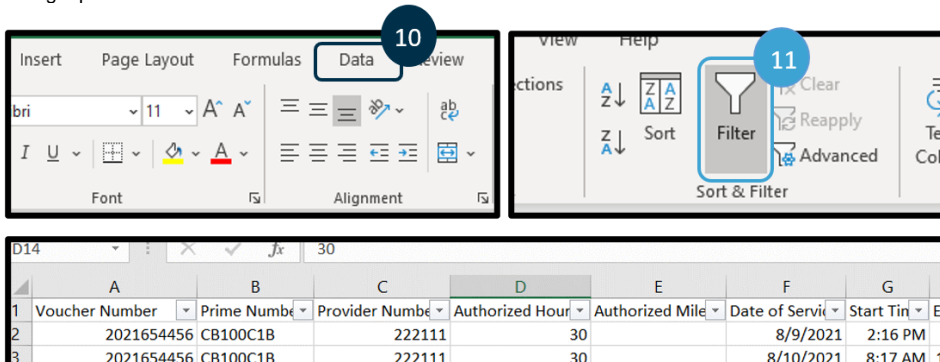 10
Insert Page Layout Formulas Data view
bri 11 A^ A˅ ab
I U A
Font Alignment
View Help
11
ctions A Z Z A A Z Clear
Z A Sort Filter Reapply
Advanced Col
Sort & Filter
D14 fx 30
A B C D E F G
1 Voucher Number Prime Numbe Provider Numbe Authorized Hour Authorized Mile Date of Servic Start Tin E
2 2021654456 CB100C1B 222111 30 8/9/2021 2:16 PM
3 2021654456 CB100C1B 222111 30 8/10/2021 8:17 AM